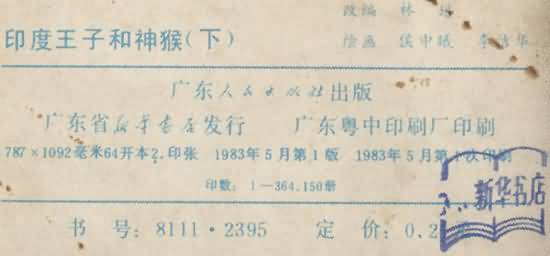 改编 林
印度王子和神猴（下）
绘画 侯中曦 李 华
广东人民出版社出版
广东省新华书店发行 广东粤中印刷厂印刷
787×1092毫米64开本2.印张 1983年5月第1版 1983年5月第1次印刷
印数：1—364,150册
新华书店
书 号：8111·2395 定 价：0.2